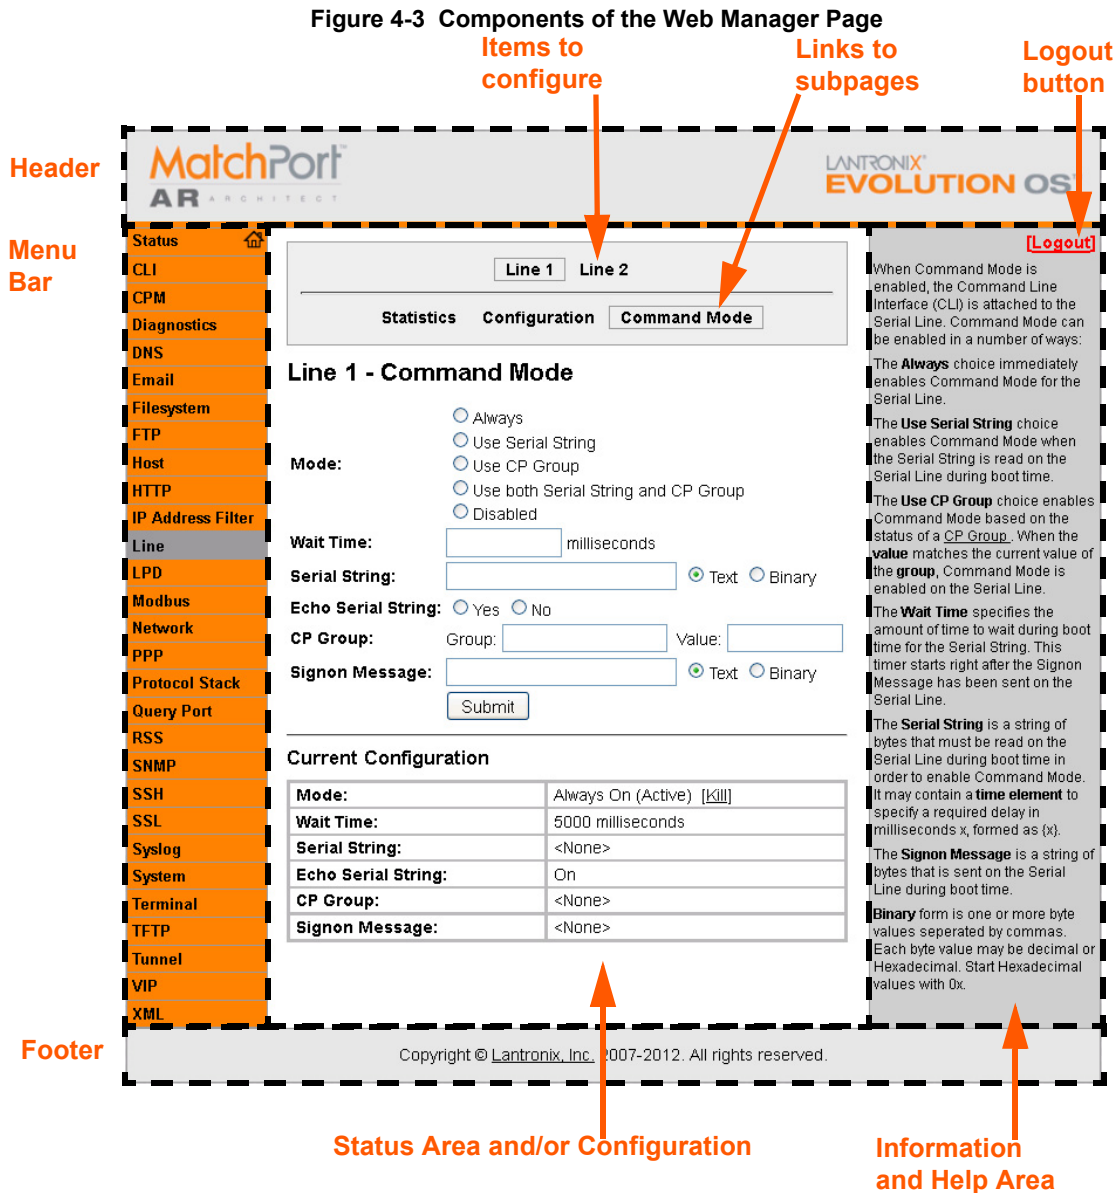 Figure 4-3 Components of the Web Manager Page
Items to
configure
Links to
subpages
Logout
button
Header
MatchPort™
AR ARCHITECT
LANTRONIX®
EVOLUTION OS™
Menu
Bar
Status
CLI
CPM
Diagnostics
DNS
Email
Filesystem
FTP
Host
HTTP
IP Address Filter
Line
LPD
Modbus
Network
PPP
Protocol Stack
Query Port
RSS
SNMP
SSH
SSL
Syslog
System
Terminal
TFTP
Tunnel
VIP
XML
Line 1 Line 2
Statistics Configuration Command Mode
Line 1 - Command Mode
Mode:
Always
Use Serial String
Use CP Group
Use both Serial String and CP Group
Disabled
Wait Time: milliseconds
Serial String: Text Binary
Echo Serial String: Yes No
CP Group: Group: Value:
Signon Message: Text Binary
Submit
Current Configuration
Mode: Always On (Active) [Kill]
Wait Time: 5000 milliseconds
Serial String: <None>
Echo Serial String: On
CP Group: <None>
Signon Message: <None>
[Logout]
When Command Mode is
enabled, the Command Line
Interface (CLI) is attached to the
Serial Line. Command Mode can
be enabled in a number of ways:
The Always choice immediately
enables Command Mode for the
Serial Line.
The Use Serial String choice
enables Command Mode when
the Serial String is read on the
Serial Line during boot time.
The Use CP Group choice enables
Command Mode based on the
status of a CP Group . When the
value matches the current value of
the group, Command Mode is
enabled on the Serial Line.
The Wait Time specifies the
amount of time to wait during boot
time for the Serial String. This
timer starts right after the Signon
Message has been sent on the
Serial Line.
The Serial String is a string of
bytes that must be read on the
Serial Line during boot time in
order to enable Command Mode.
It may contain a time element to
specify a required delay in
milliseconds x, formed as {x}.
The Signon Message is a string of
bytes that is sent on the Serial
Line during boot time.
Binary form is one or more byte
values seperated by commas.
Each byte value may be decimal or
Hexadecimal. Start Hexadecimal
values with 0x.
Footer
Copyright © Lantronix, Inc. 2007-2012. All rights reserved.
Status Area and/or Configuration
Information
and Help Area